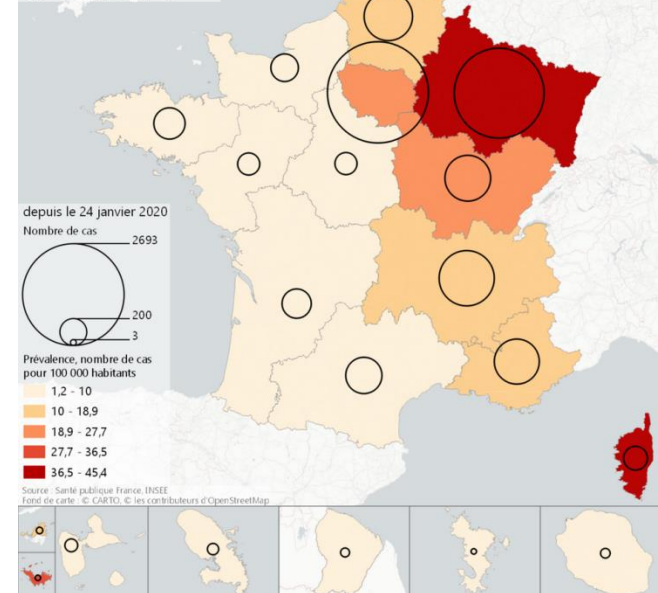 depuis le 24 janvier 2020
Nombre de cas
2693
200
3
Prévalence, nombre de cas
pour 100 000 habitants
1,2 - 10
10 - 18,9
18,9 - 27,7
27,7 - 36,5
36,5 - 45,4
Source : Santé publique France, INSEE
Fond de carte : © CARTO, © les contributeurs d'OpenStreetMap